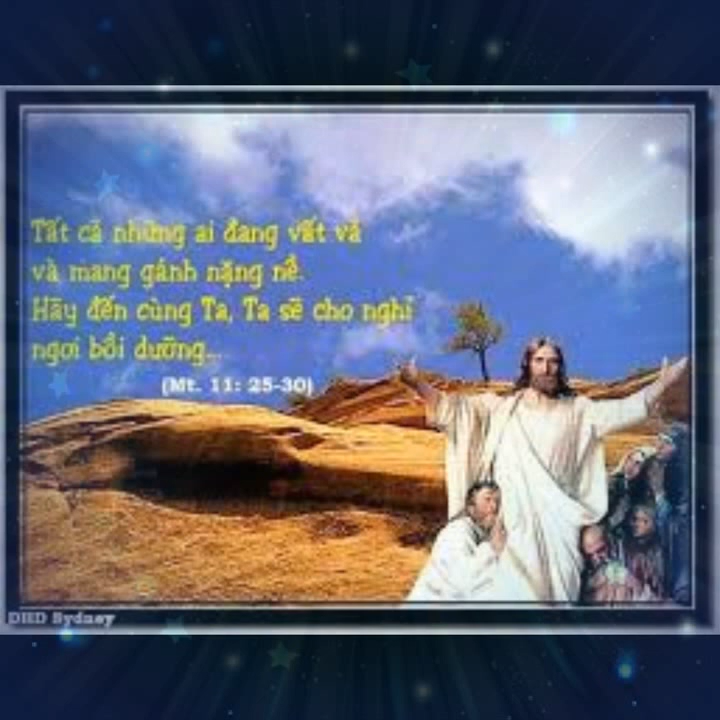 Tất cả những ai đang vất vả
và mang gánh nặng nề.
Hãy đến cùng Ta, Ta sẽ cho nghỉ
ngơi bồi dưỡng...
(Mt. 11: 25-30)
DHD Sydney